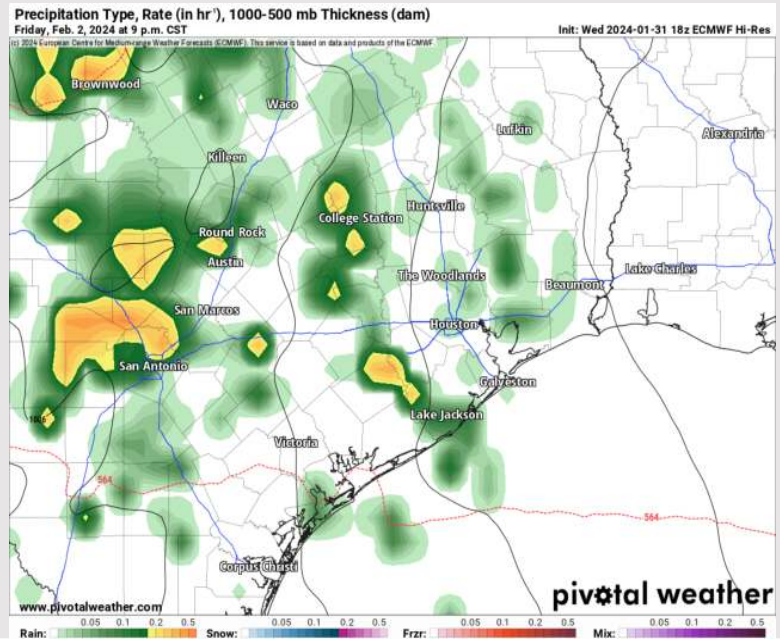 Precipitation Type, Rate (in hr⁻¹), 1000-500 mb Thickness (dam)
Friday, Feb. 2, 2024 at 9 p.m. CST Init: Wed 2024-01-31 18z ECMWF Hi-Res
(c) 2024 European Centre for Medium-range Weather Forecasts (ECMWF). This service is based on data and products of the ECMWF.
Brownwood
Waco
Lufkin
Alexandria
Killeen
Huntsville
College Station
Round Rock
Austin
The Woodlands
Lake Charles
Beaumont
San Marcos
Houston
San Antonio
Galveston
Lake Jackson
Victoria
564
564
Corpus Christi
pivotal weather
www.pivotalweather.com
0.05 0.1 0.2 0.5 0.05 0.1 0.2 0.5 0.05 0.1 0.2 0.5 0.05 0.1 0.2 0.5
Rain: Snow: Frzr: Mix: